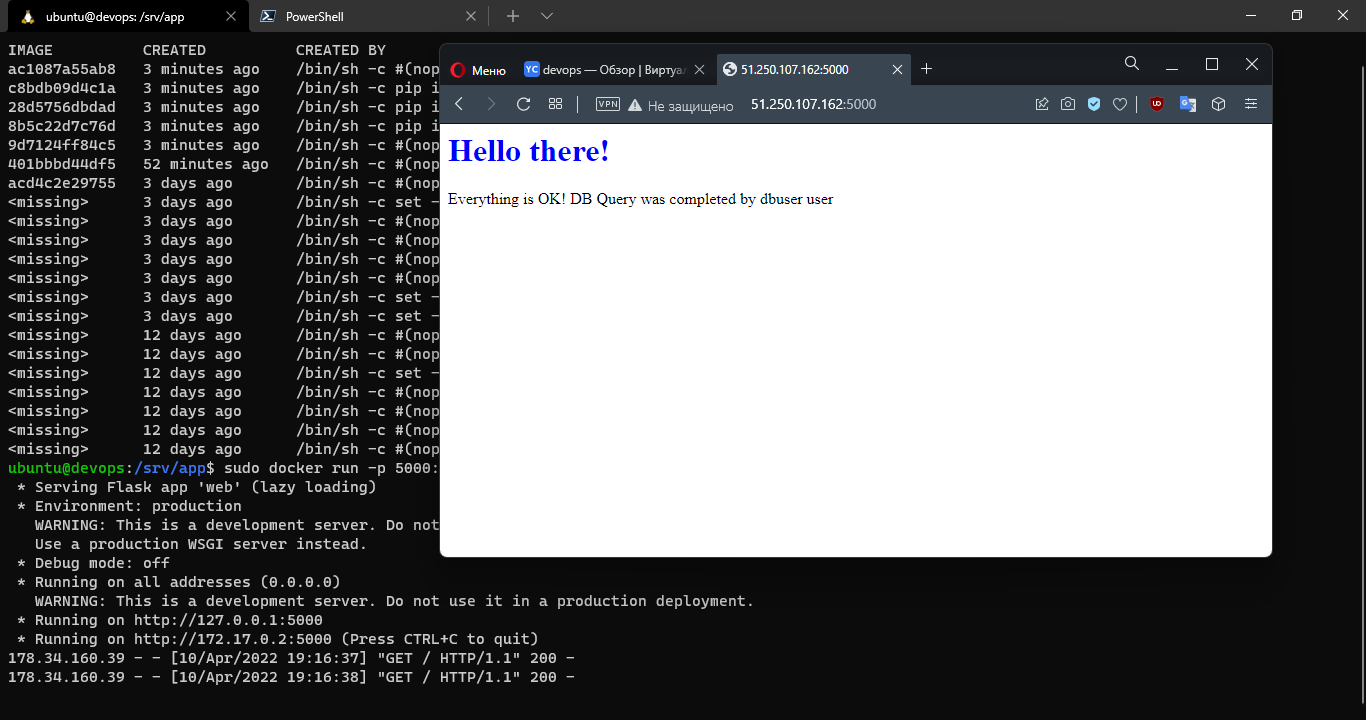 ubuntu@devops: /srv/app
PowerShell
IMAGE CREATED CREATED BY
ac1087a55ab8 3 minutes ago /bin/sh -c #(nop
c8bdb09d4c1a 3 minutes ago /bin/sh -c pip i
28d5756dbdad 3 minutes ago /bin/sh -c pip i
8b5c22d7c76d 3 minutes ago /bin/sh -c pip i
9d7124ff84c5 3 minutes ago /bin/sh -c #(nop
401bbbd44df5 52 minutes ago /bin/sh -c #(nop
acd4c2e29755 3 days ago /bin/sh -c #(nop
<missing> 3 days ago /bin/sh -c set -
<missing> 3 days ago /bin/sh -c #(nop
<missing> 3 days ago /bin/sh -c #(nop
<missing> 3 days ago /bin/sh -c #(nop
<missing> 3 days ago /bin/sh -c #(nop
<missing> 3 days ago /bin/sh -c set -
<missing> 3 days ago /bin/sh -c set -
<missing> 12 days ago /bin/sh -c #(nop
<missing> 12 days ago /bin/sh -c #(nop
<missing> 12 days ago /bin/sh -c set -
<missing> 12 days ago /bin/sh -c #(nop
<missing> 12 days ago /bin/sh -c #(nop
<missing> 12 days ago /bin/sh -c #(nop
<missing> 12 days ago /bin/sh -c #(nop
ubuntu@devops:/srv/app$ sudo docker run -p 5000:
* Serving Flask app 'web' (lazy loading)
* Environment: production
WARNING: This is a development server. Do not
Use a production WSGI server instead.
* Debug mode: off
* Running on all addresses (0.0.0.0)
WARNING: This is a development server. Do not use it in a production deployment.
* Running on http://127.0.0.1:5000
* Running on http://172.17.0.2:5000 (Press CTRL+C to quit)
178.34.160.39 - - [10/Apr/2022 19:16:37] "GET / HTTP/1.1" 200 -
178.34.160.39 - - [10/Apr/2022 19:16:38] "GET / HTTP/1.1" 200 -
Меню
YC devops — Обзор | Виртуа
51.250.107.162:5000
VPN Не защищено 51.250.107.162:5000
Hello there!
Everything is OK! DB Query was completed by dbuser user